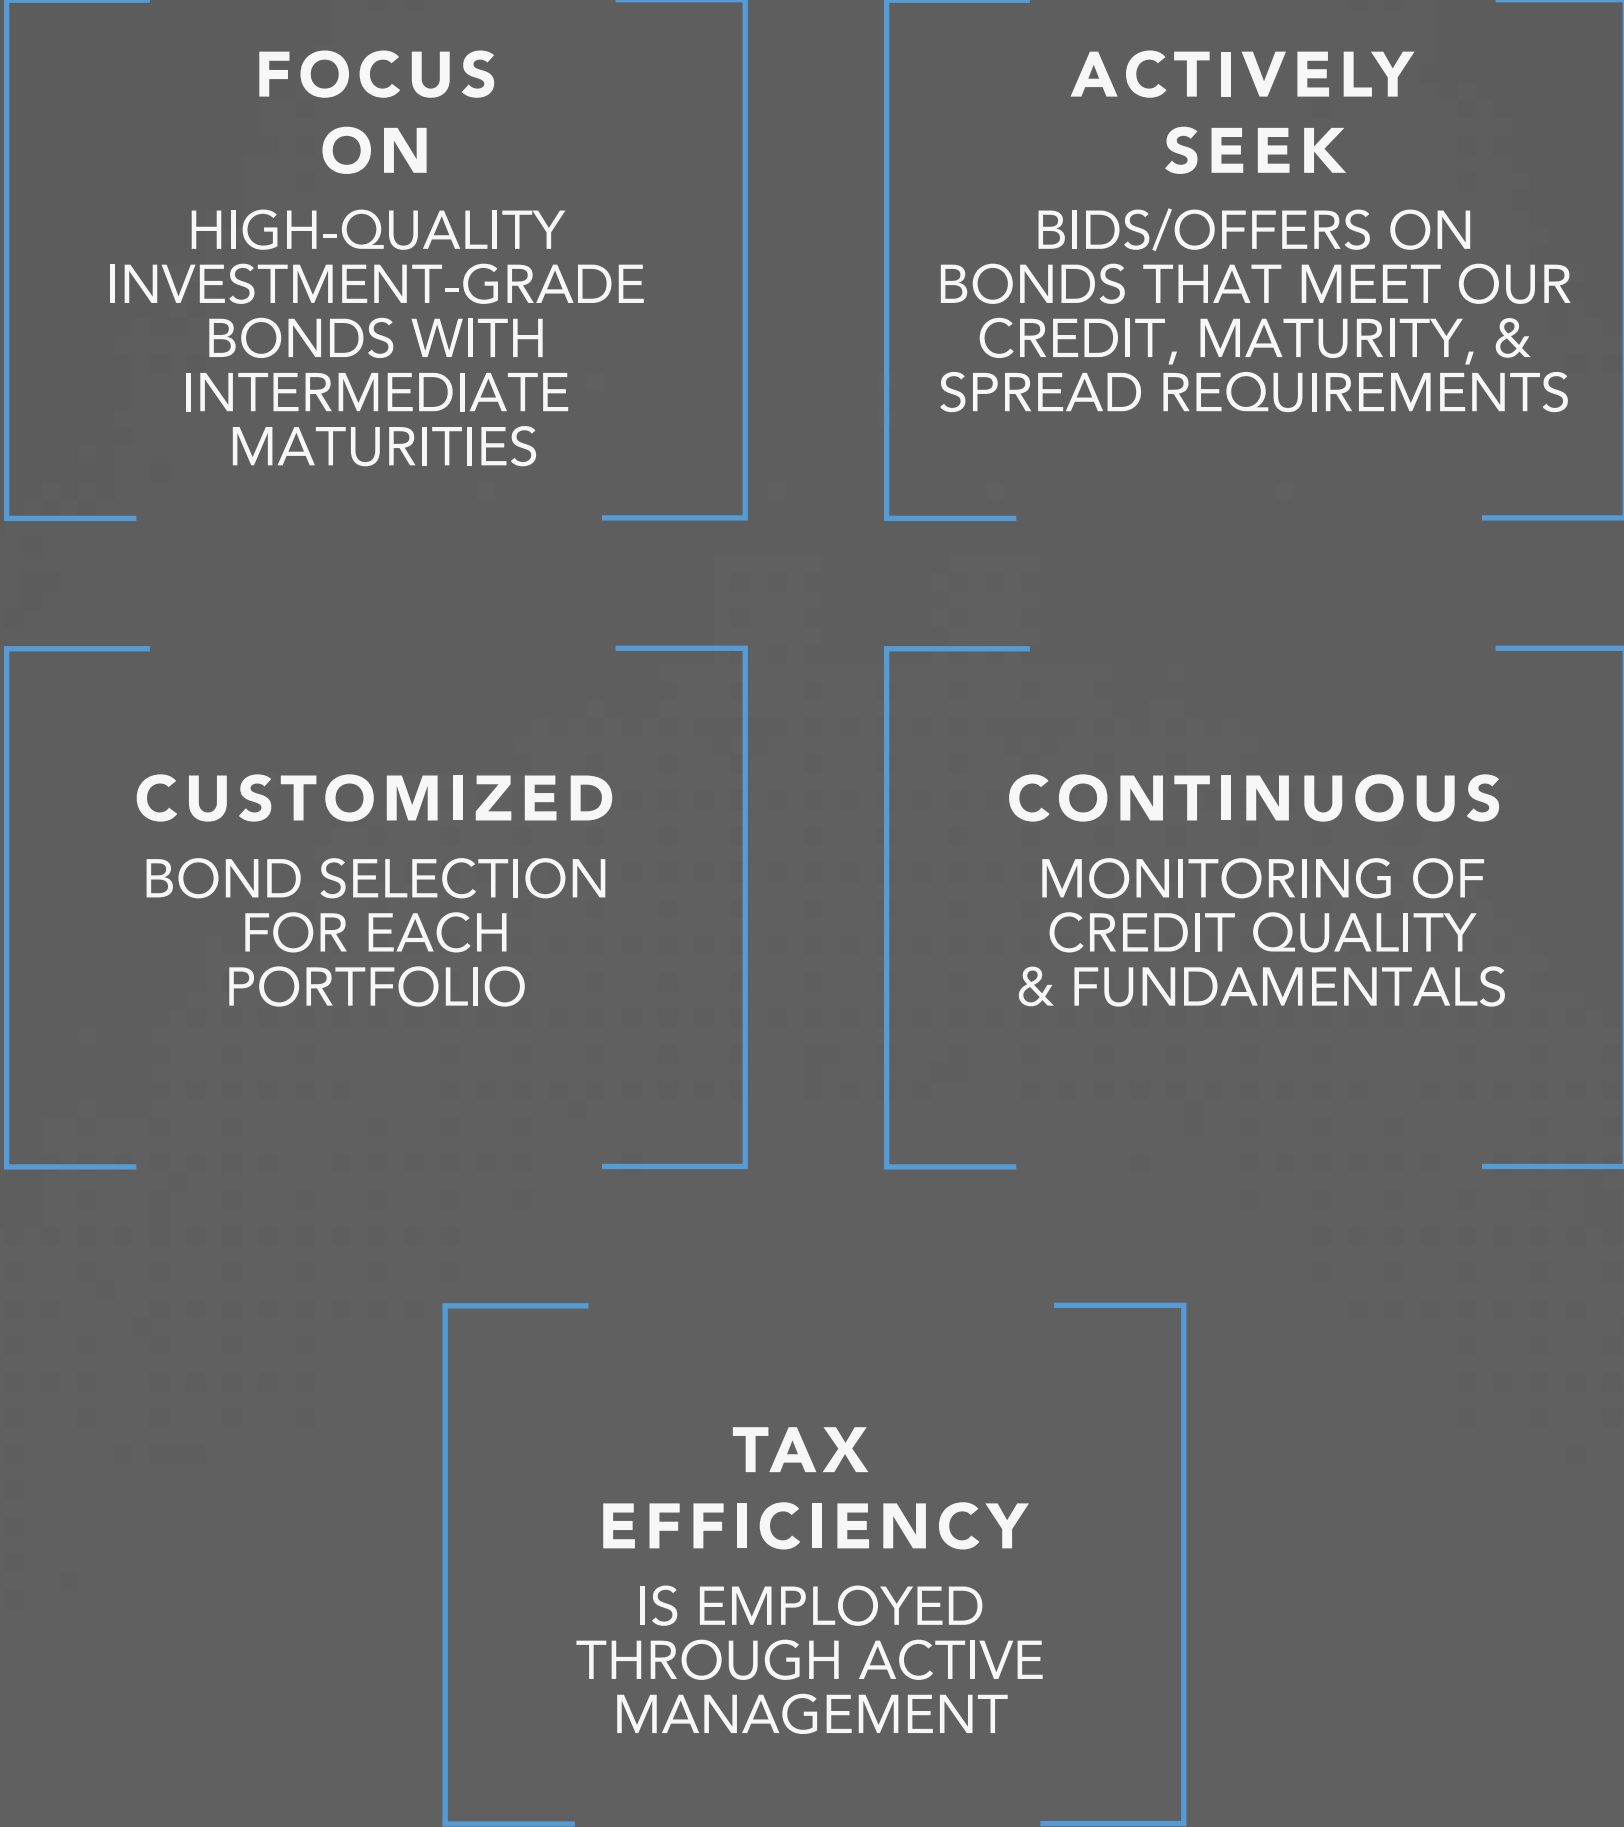 FOCUS
ON
HIGH-QUALITY
INVESTMENT-GRADE
BONDS WITH
INTERMEDIATE
MATURITIES
ACTIVELY
SEEK
BIDS/OFFERS ON
BONDS THAT MEET OUR
CREDIT, MATURITY, &
SPREAD REQUIREMENTS
CUSTOMIZED
BOND SELECTION
FOR EACH
PORTFOLIO
CONTINUOUS
MONITORING OF
CREDIT QUALITY
& FUNDAMENTALS
TAX
EFFICIENCY
IS EMPLOYED
THROUGH ACTIVE
MANAGEMENT